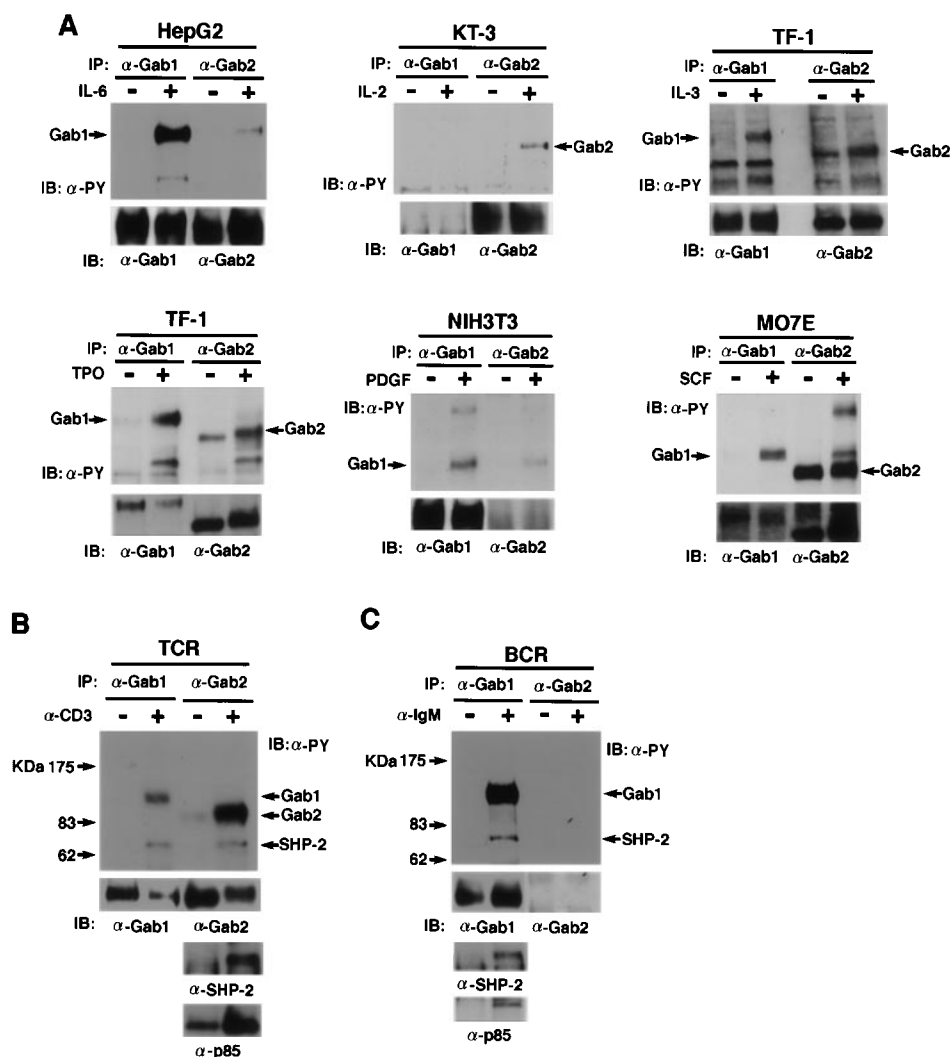 A
HepG2
IP: α-Gab1 α-Gab2
IL-6 - + - +
Gab1
IB: α-PY
IB: α-Gab1 α-Gab2
KT-3
IP: α-Gab1 α-Gab2
IL-2 - + - +
Gab2
IB: α-PY
IB: α-Gab1 α-Gab2
TF-1
IP: α-Gab1 α-Gab2
IL-3 - + - +
Gab1
Gab2
IB: α-PY
IB: α-Gab1 α-Gab2
TF-1
IP: α-Gab1 α-Gab2
TPO - + - +
Gab1
Gab2
IB: α-PY
IB: α-Gab1 α-Gab2
NIH3T3
IP: α-Gab1 α-Gab2
PDGF - + - +
IB: α-PY
Gab1
IB: α-Gab1 α-Gab2
MO7E
IP: α-Gab1 α-Gab2
SCF - + - +
IB: α-PY
Gab1
Gab2
IB: α-Gab1 α-Gab2
B
TCR
IP: α-Gab1 α-Gab2
α-CD3 - + - +
IB: α-PY
KDa 175
Gab1
Gab2
83
SHP-2
62
IB: α-Gab1 α-Gab2
α-SHP-2
α-p85
C
BCR
IP: α-Gab1 α-Gab2
α-IgM - + - +
IB: α-PY
KDa 175
Gab1
83
SHP-2
62
IB: α-Gab1 α-Gab2
α-SHP-2
α-p85